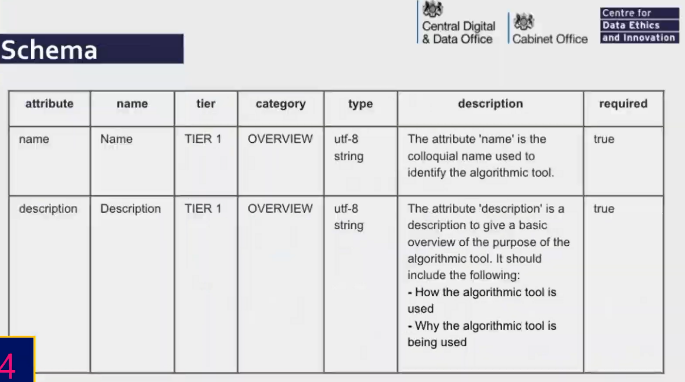 Central Digital
& Data Office
Cabinet Office
Centre for
Data Ethics
and Innovation
Schema
attribute name tier category type description required
name Name TIER 1 OVERVIEW utf-8 The attribute 'name' is the true
string colloquial name used to
identify the algorithmic tool.
description Description TIER 1 OVERVIEW utf-8 The attribute 'description' is a true
string description to give a basic
overview of the purpose of the
algorithmic tool. It should
include the following:
- How the algorithmic tool is
used
- Why the algorithmic tool is
being used
4